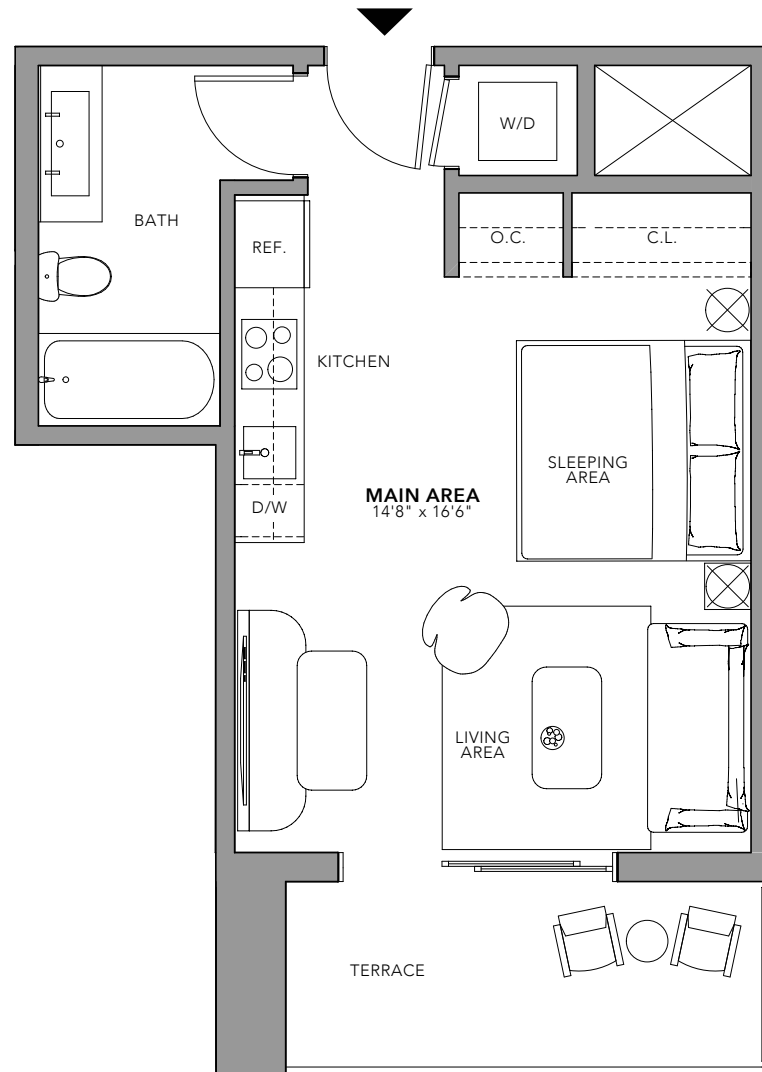 W/D
BATH
O.C.
C.L.
REF.
KITCHEN
SLEEPING
AREA
MAIN AREA
14'8" x 16'6"
D/W
LIVING
AREA
TERRACE